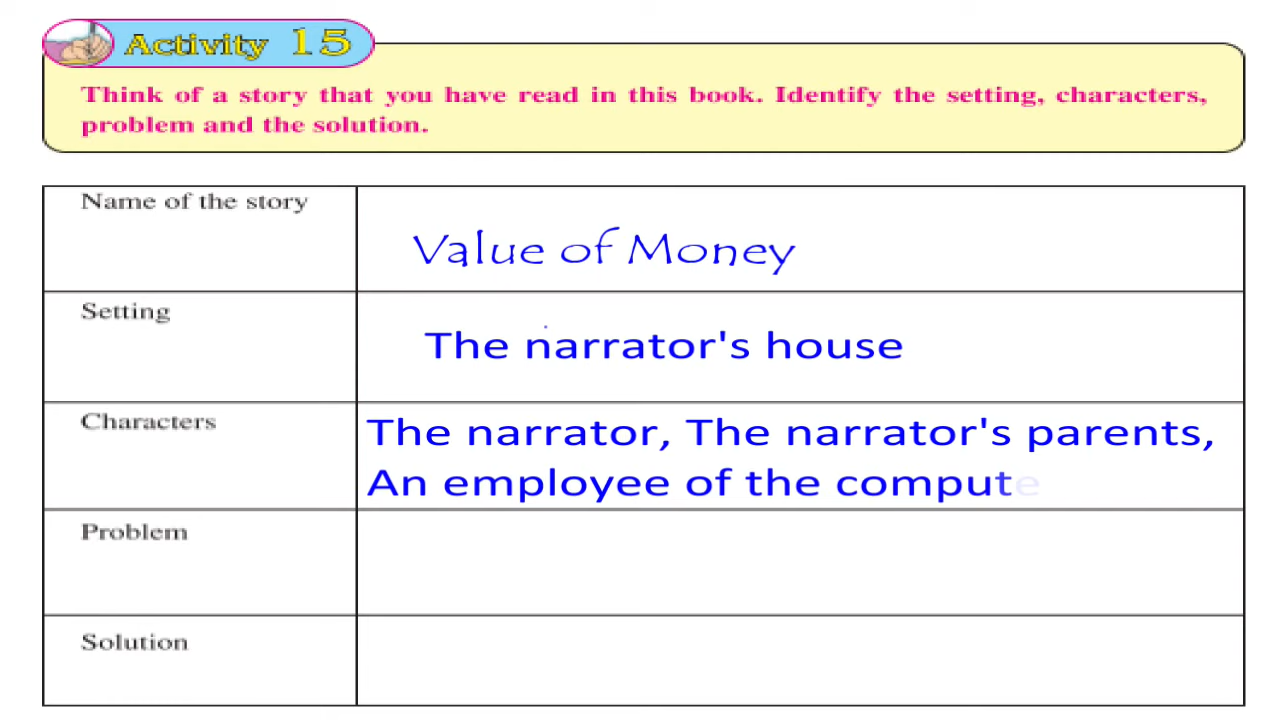 Activity 15
Think of a story that you have read in this book. Identify the setting, characters,
problem and the solution.
Name of the story
Value of Money
Setting
The narrator's house
Characters
The narrator, The narrator's parents,
An employee of the compute
Problem
Solution